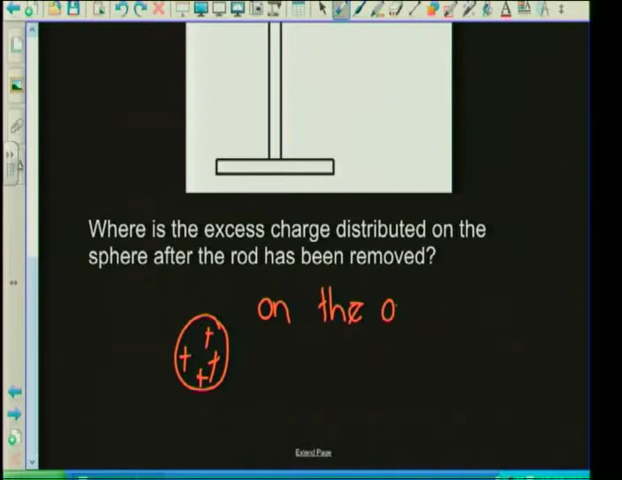 Where is the excess charge distributed on the
sphere after the rod has been removed?
on the o
+
+ +
+
Extend Page